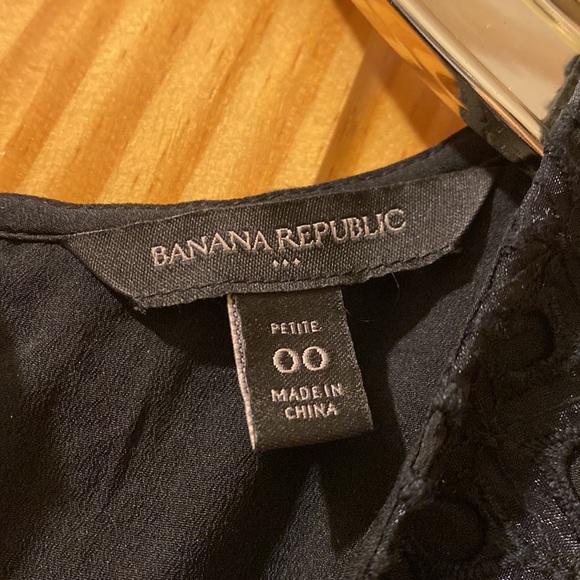 BANANA REPUBLIC
PETITE
00
MADE IN
CHINA